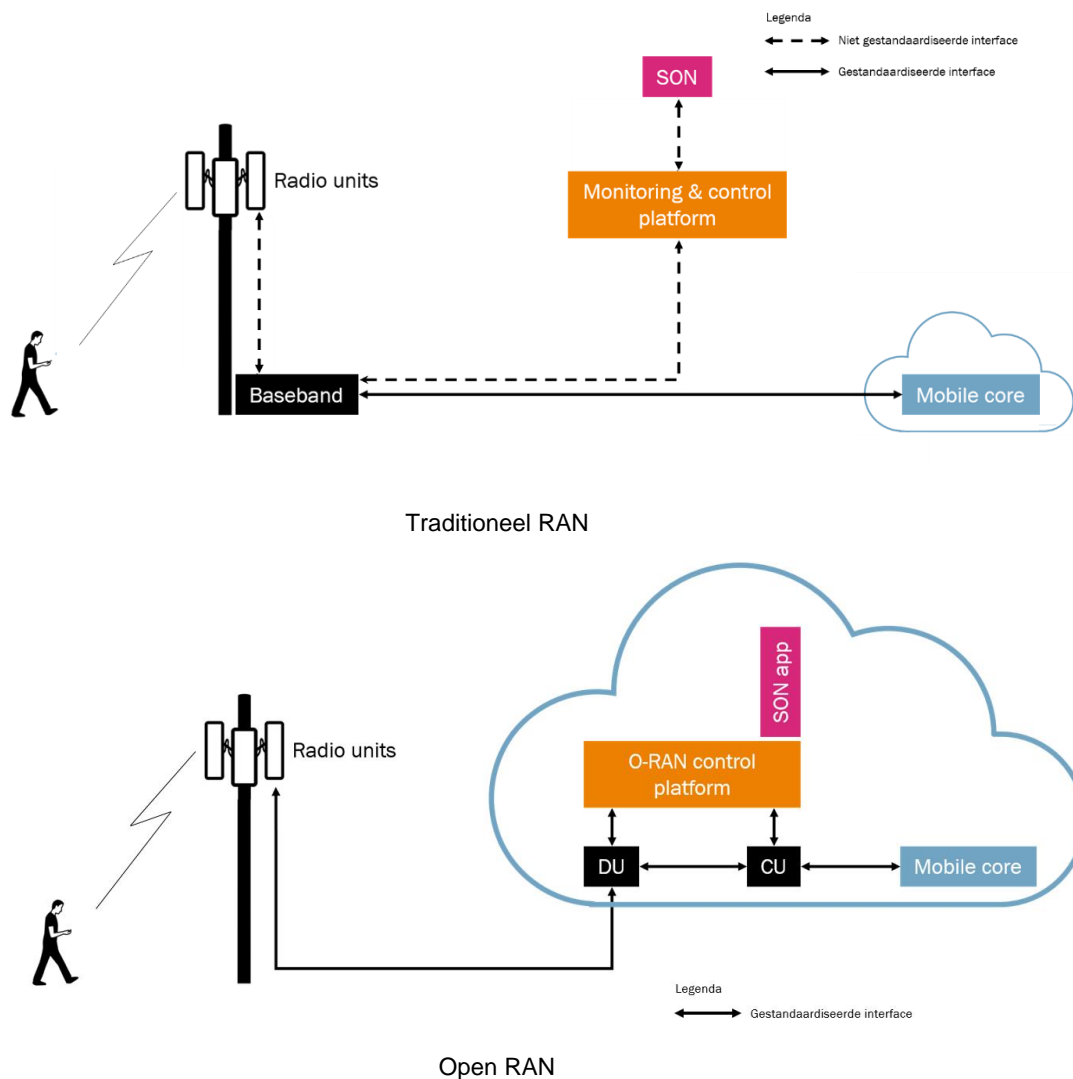 Legenda
Niet gestandaardiseerde interface
Gestandaardiseerde interface
SON
Radio units
Monitoring & control
platform
Baseband
Mobile core
Traditioneel RAN
SON app
Radio units
O-RAN control
platform
DU
CU
Mobile core
Legenda
Gestandaardiseerde interface
Open RAN